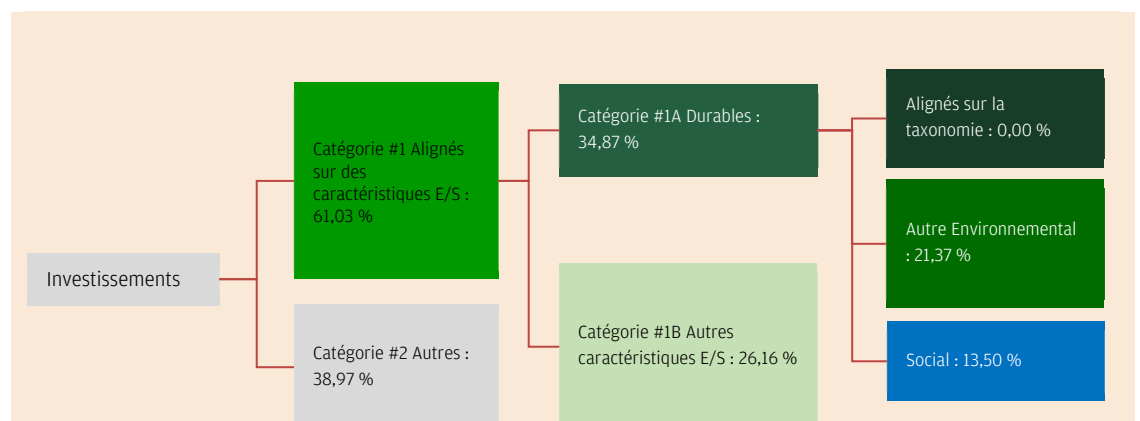 Investissements
Catégorie #1 Alignés
sur des
caractéristiques E/S :
61,03 %
Catégorie #2 Autres :
38,97 %
Catégorie #1A Durables :
34,87 %
Catégorie #1B Autres
caractéristiques E/S : 26,16 %
Alignés sur la
taxonomie : 0,00 %
Autre Environnemental
: 21,37 %
Social : 13,50 %